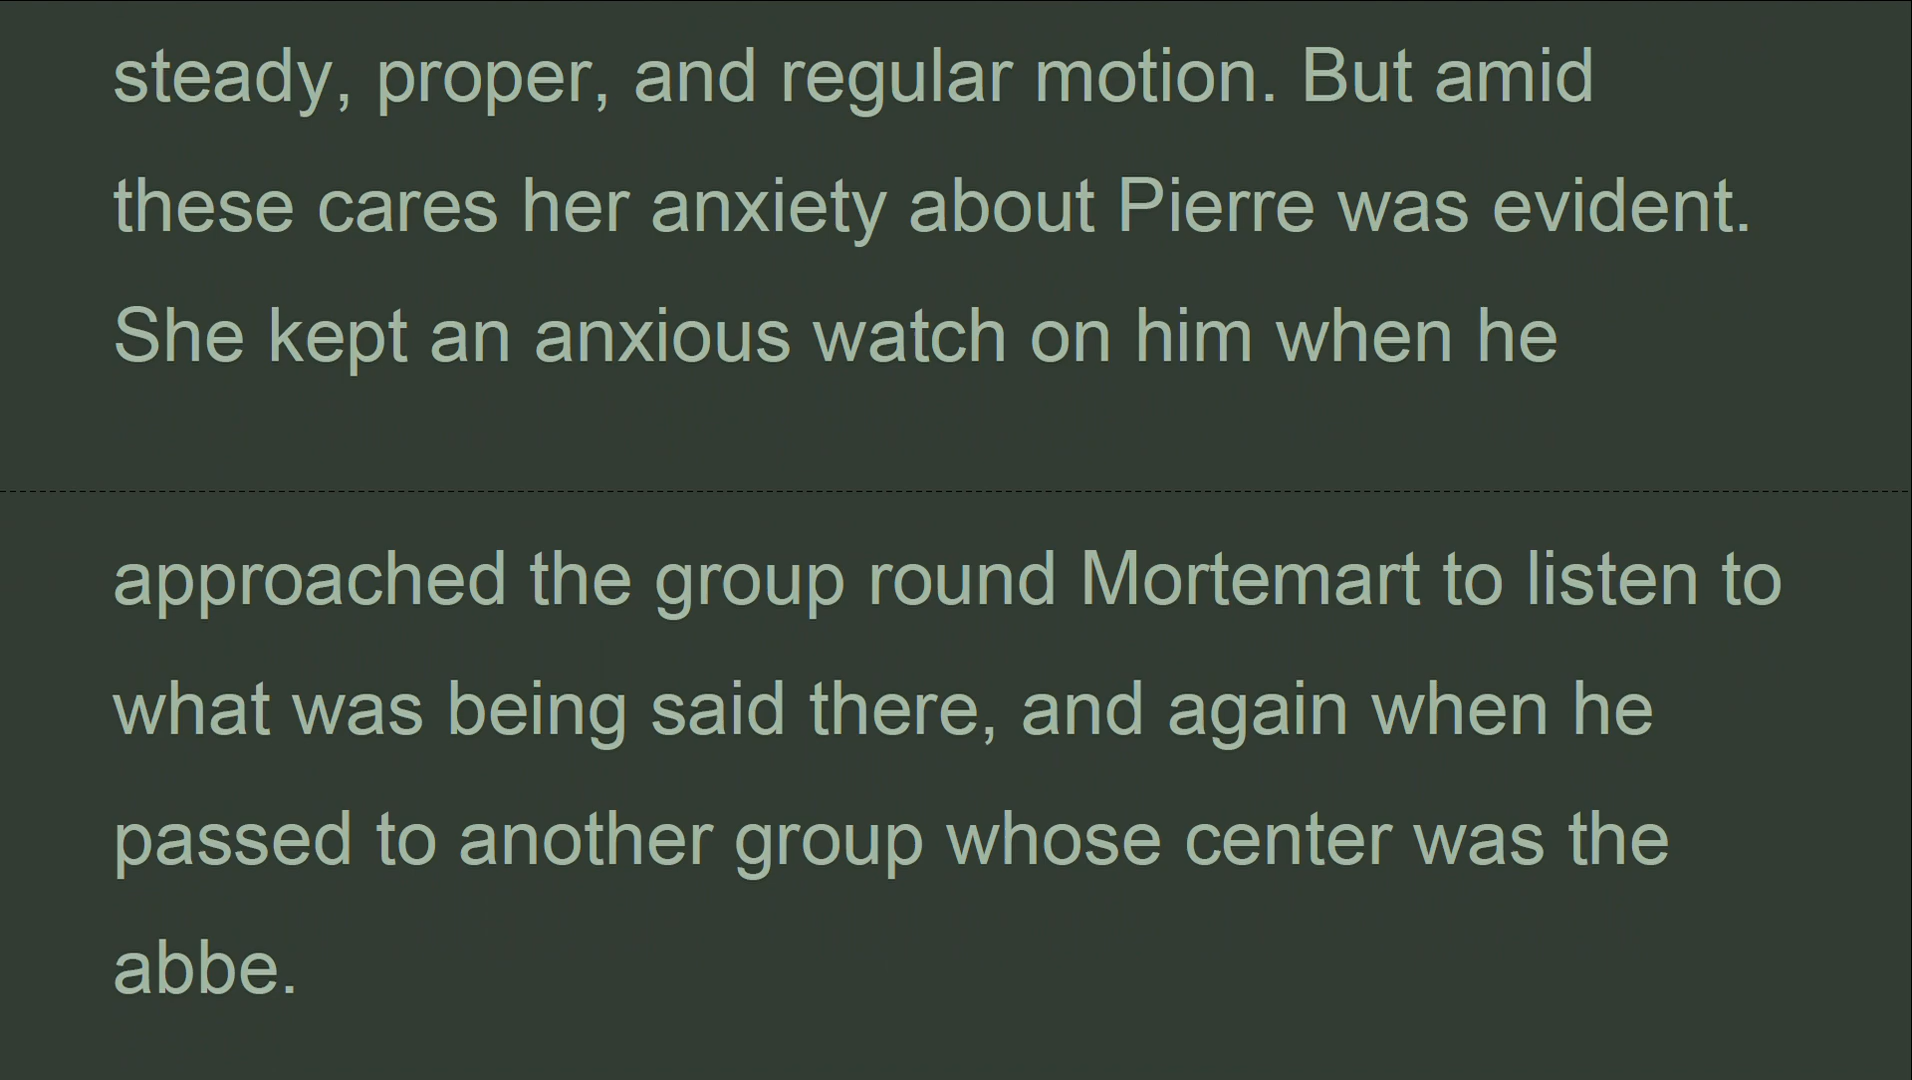 steady, proper, and regular motion. But amid
these cares her anxiety about Pierre was evident.
She kept an anxious watch on him when he
approached the group round Mortemart to listen to
what was being said there, and again when he
passed to another group whose center was the
abbe.